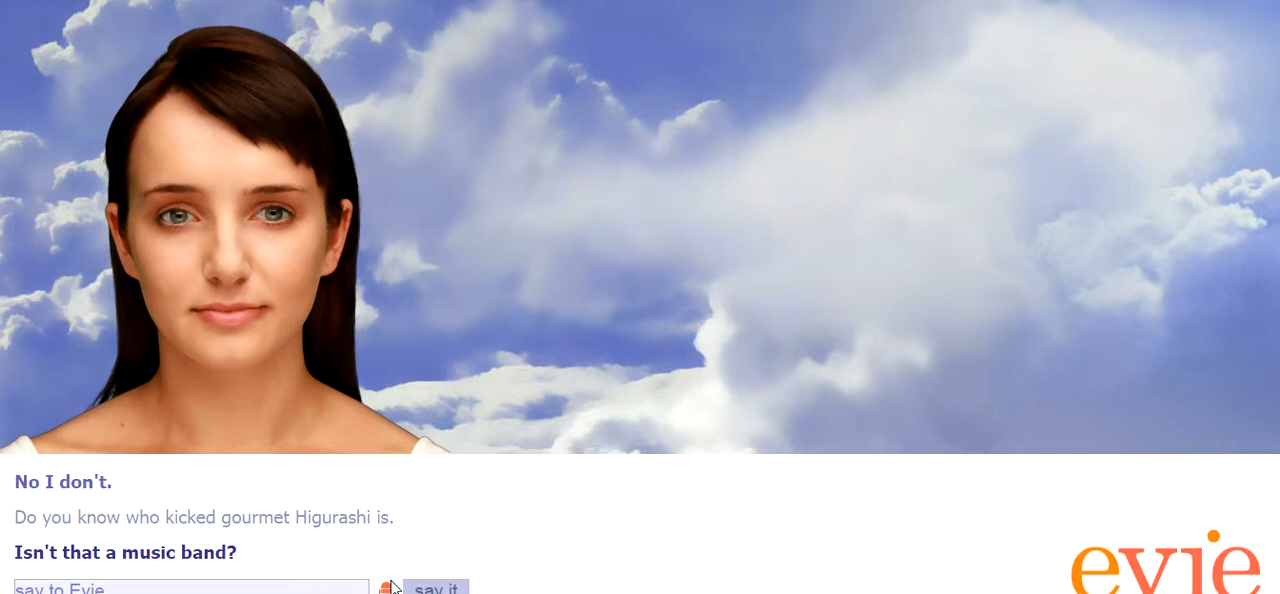 No I don't.
Do you know who kicked gourmet Higurashi is.
Isn't that a music band?
say to Evie
say it
evie